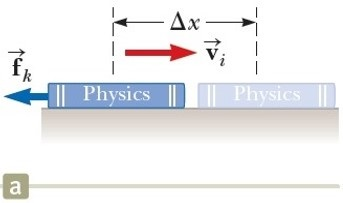 Δx
v⃗ᵢ
f⃗ₖ
Physics Physics
a